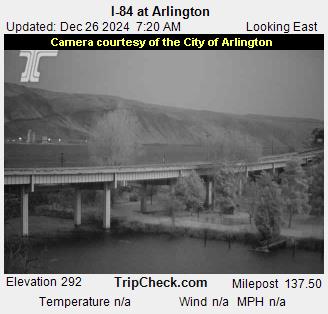 I-84 at Arlington
Updated: Dec 26 2024 7:20 AM Looking East
Camera courtesy of the City of Arlington
Elevation 292 TripCheck.com Milepost 137.50
Temperature n/a Wind n/a MPH n/a